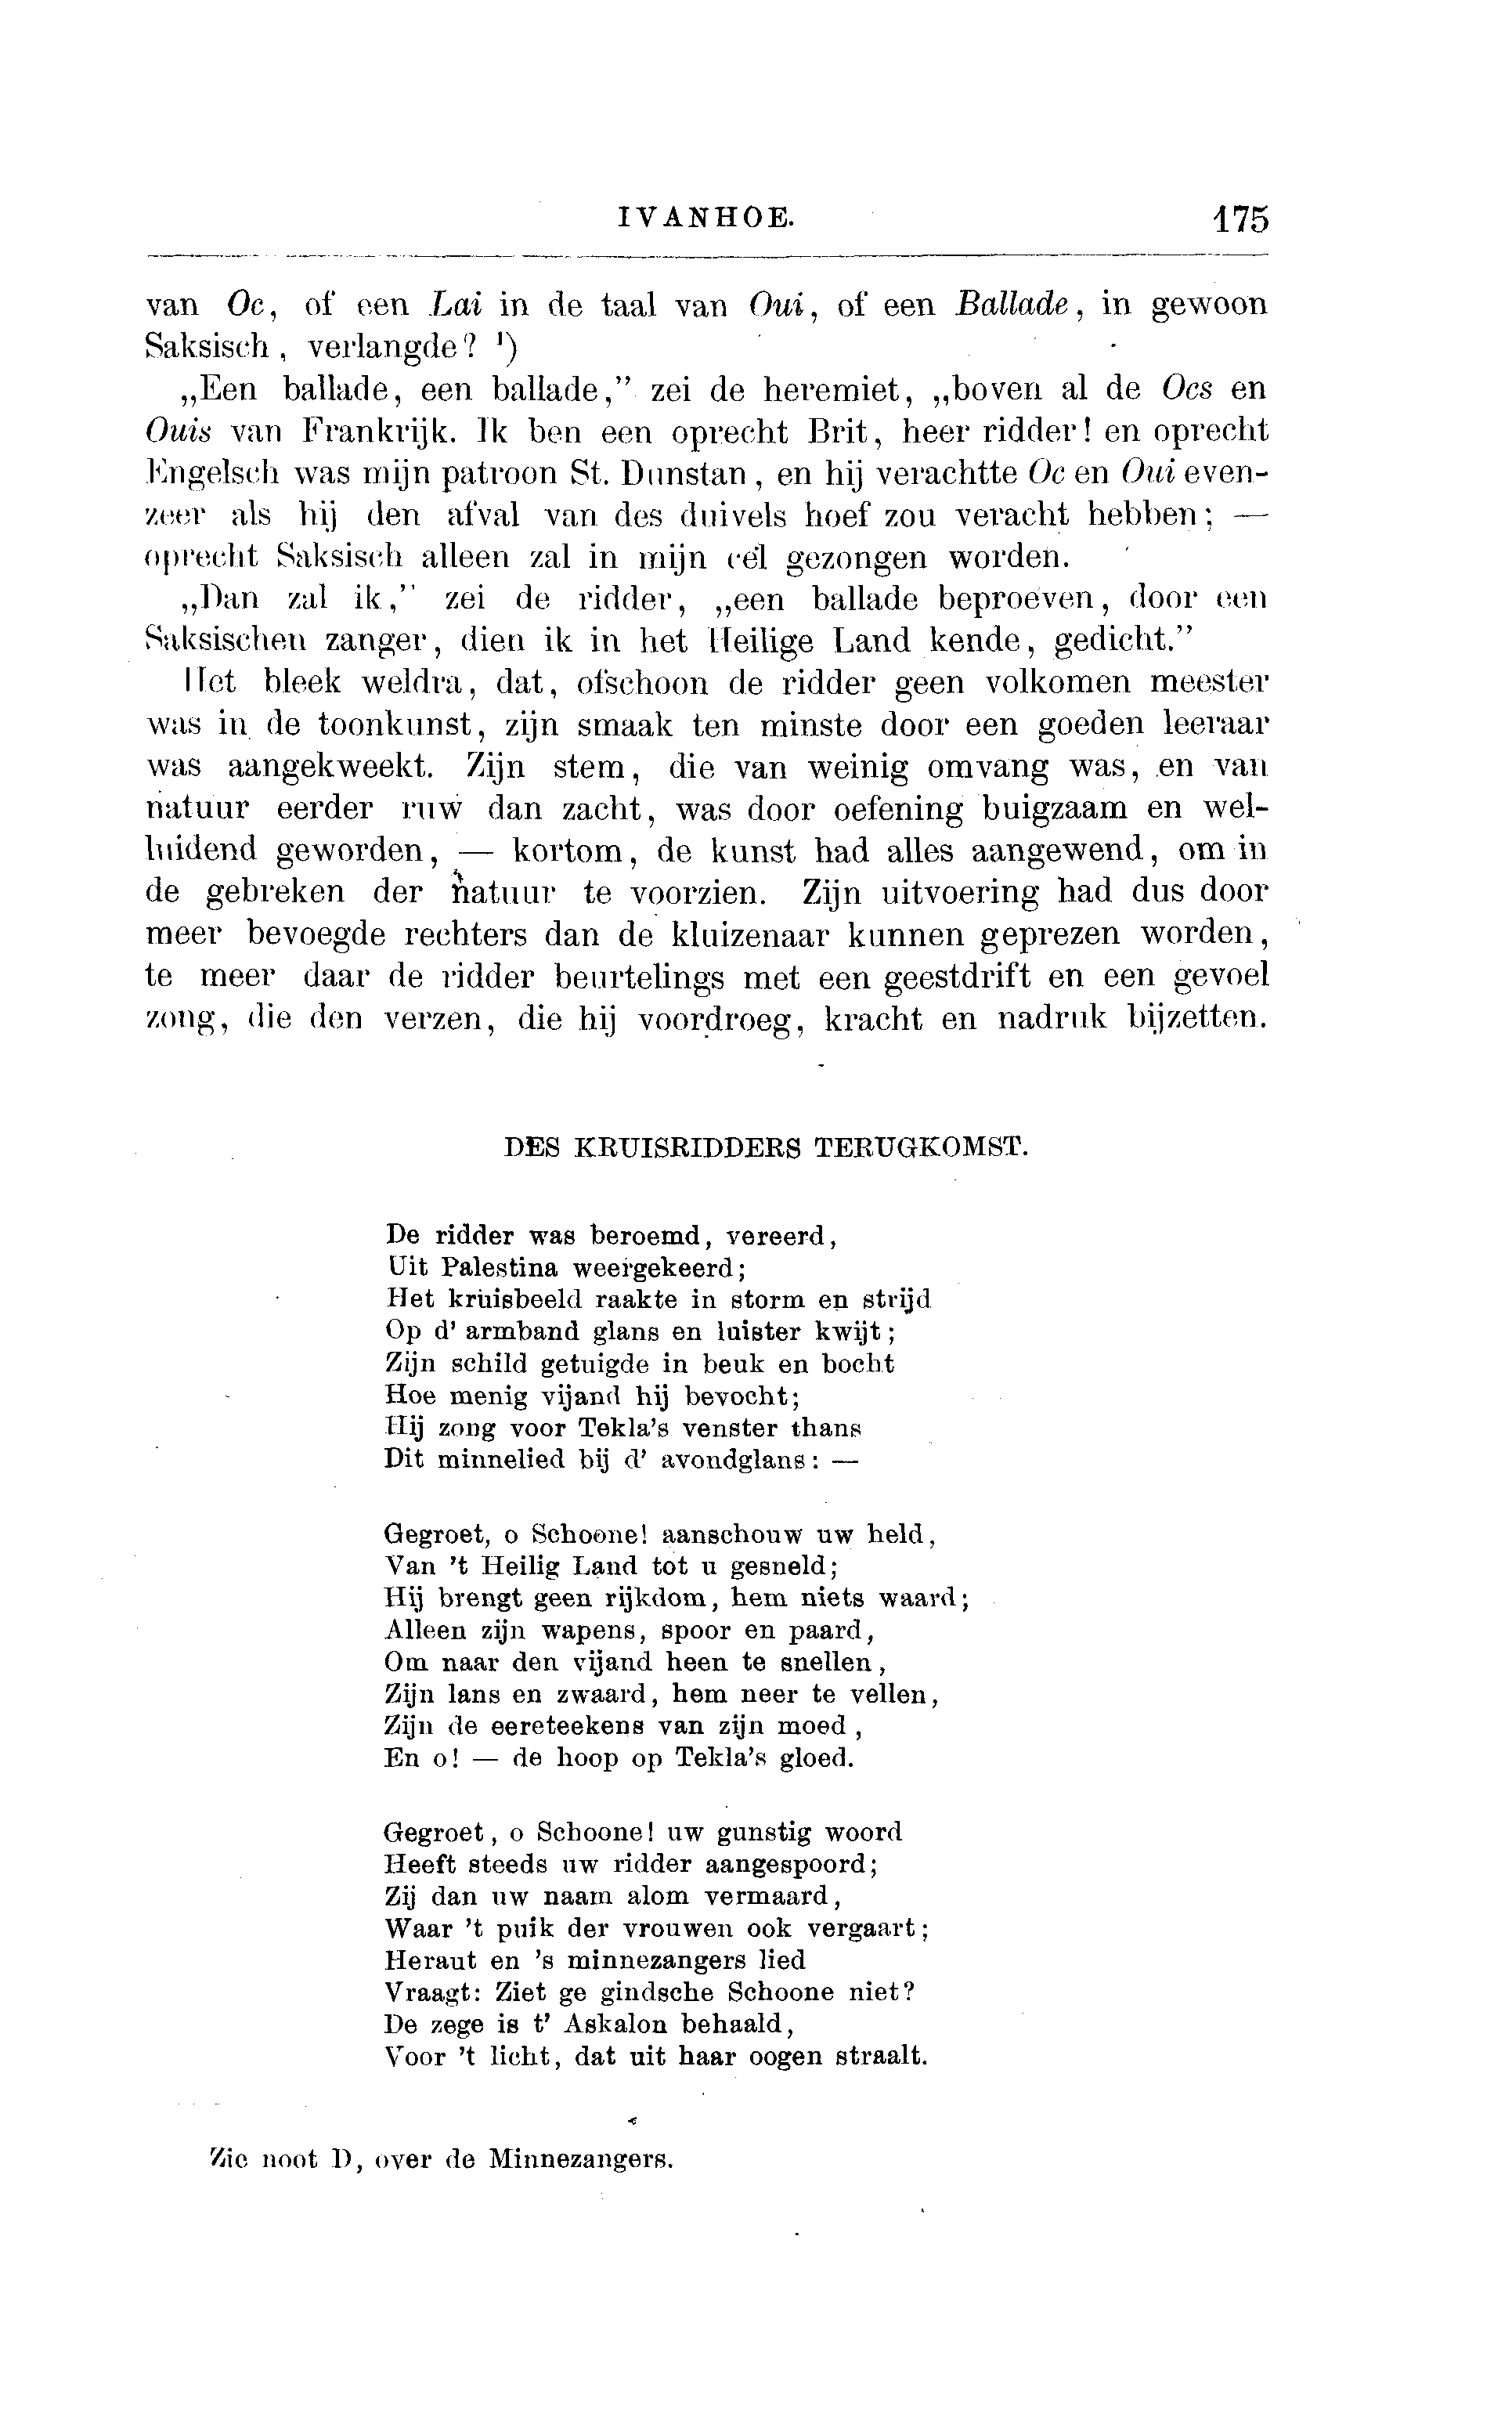 IVANHOE. 175
van Oc, of een Lai in de taal van Oui, of een Ballade, in gewoon
Saksisch, verlangde? ¹)
„Een ballade, een ballade,” zei de heremiet, „boven al de Ocs en
Ouis van Frankrijk. Ik ben een oprecht Brit, heer ridder! en oprecht
Engelsch was mijn patroon St. Dunstan, en hij verachtte Oc en Oui even-
zeer als hij den afval van des duivels hoef zou veracht hebben; —
oprecht Saksisch alleen zal in mijn cél gezongen worden.
„Dan zal ik,” zei de ridder, „een ballade beproeven, door een
Saksischen zanger, dien ik in het Heilige Land kende, gedicht.”
Het bleek weldra, dat, ofschoon de ridder geen volkomen meester
was in de toonkunst, zijn smaak ten minste door een goeden leeraar
was aangekweekt. Zijn stem, die van weinig omvang was, en van
natuur eerder ruw dan zacht, was door oefening buigzaam en wel-
luidend geworden, — kortom, de kunst had alles aangewend, om in
de gebreken der natuur te voorzien. Zijn uitvoering had dus door
meer bevoegde rechters dan de kluizenaar kunnen geprezen worden,
te meer daar de ridder beurtelings met een geestdrift en een gevoel
zong, die den verzen, die hij voordroeg, kracht en nadruk bijzetten.
DES KRUISRIDDERS TERUGKOMST.
De ridder was beroemd, vereerd,
Uit Palestina weergekeerd;
Het kruisbeeld raakte in storm en strijd
Op d' armband glans en luister kwijt;
Zijn schild getuigde in beuk en bocht
Hoe menig vijand hij bevocht;
Hij zong voor Tekla's venster thans
Dit minnelied bij d' avondglans: —
Gegroet, o Schoone! aanschouw uw held,
Van 't Heilig Land tot u gesneld;
Hij brengt geen rijkdom, hem niets waard;
Alleen zijn wapens, spoor en paard,
Om naar den vijand heen te snellen,
Zijn lans en zwaard, hem neer te vellen,
Zijn de eereteekens van zijn moed,
En o! — de hoop op Tekla's gloed.
Gegroet, o Schoone! uw gunstig woord
Heeft steeds uw ridder aangespoord;
Zij dan uw naam alom vermaard,
Waar 't puik der vrouwen ook vergaart;
Heraut en 's minnezangers lied
Vraagt: Ziet ge gindsche Schoone niet?
De zege is t' Askalon behaald,
Voor 't licht, dat uit haar oogen straalt.
Zie noot D, over de Minnezangers.